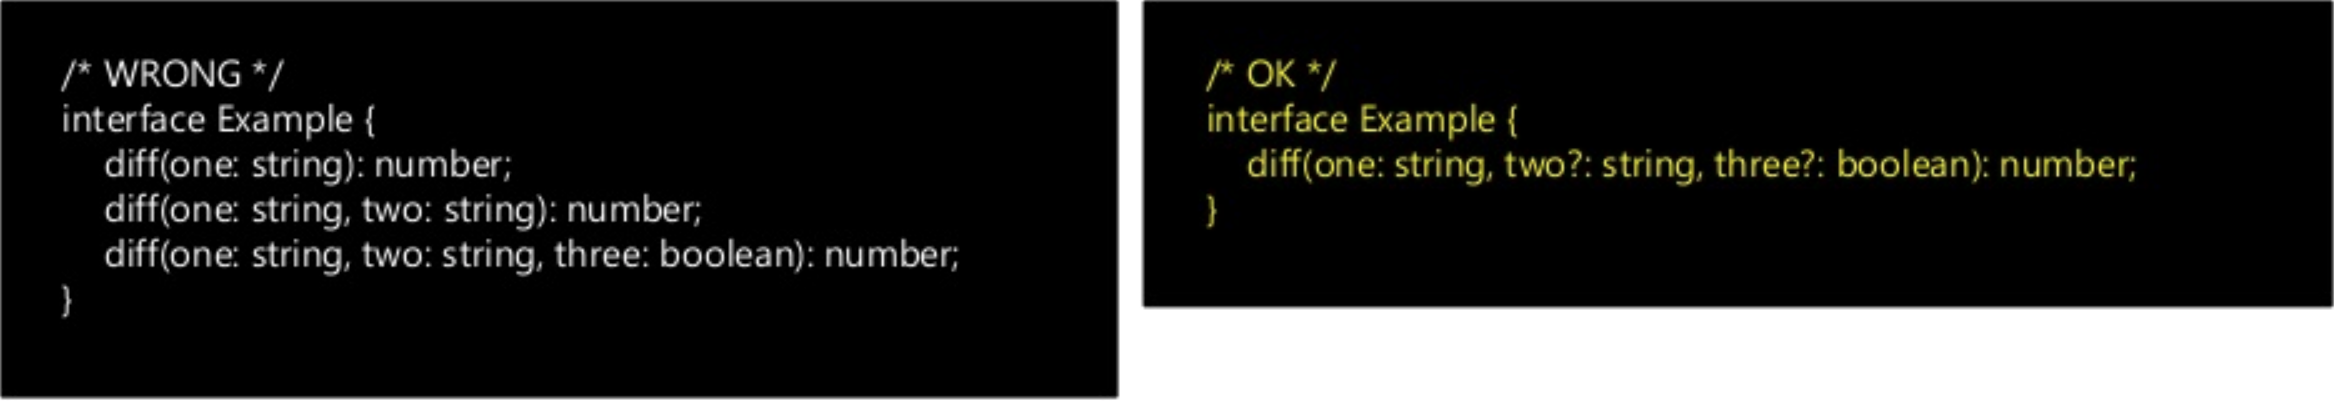 /* WRONG */
interface Example {
    diff(one: string): number;
    diff(one: string, two: string): number;
    diff(one: string, two: string, three: boolean): number;
}
/* OK */
interface Example {
    diff(one: string, two?: string, three?: boolean): number;
}